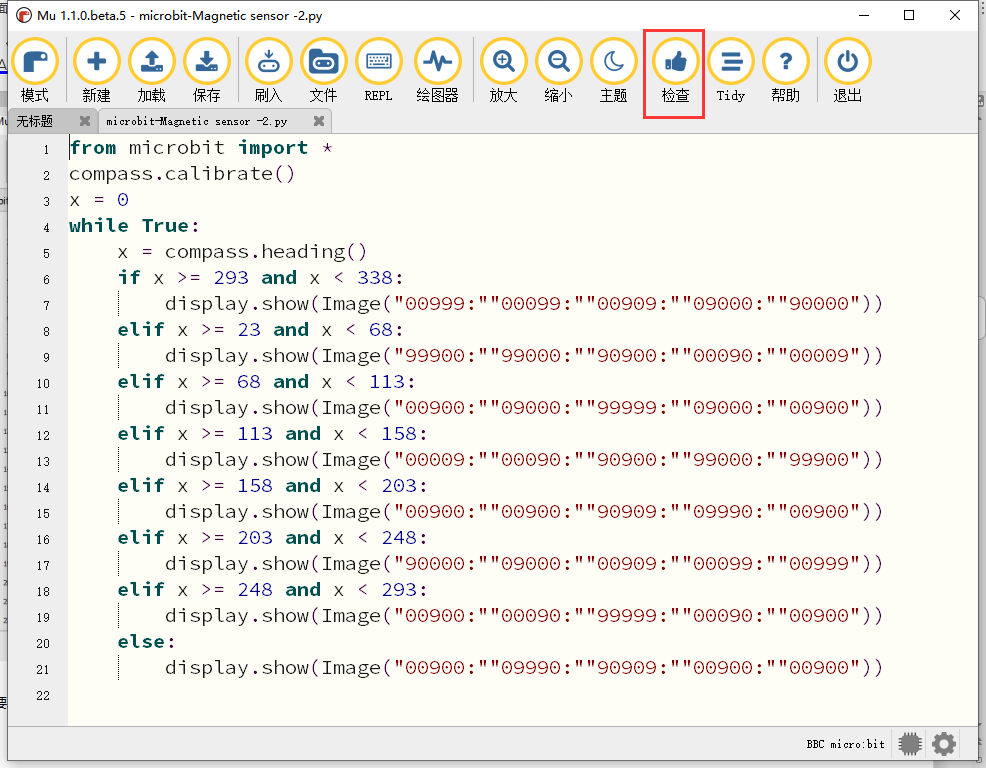 Mu 1.1.0.beta.5 - microbit-Magnetic sensor -2.py
模式 新建 加载 保存 刷入 文件 REPL 绘图器 放大 缩小 主题 检查 Tidy 帮助 退出
无标题 microbit-Magnetic sensor -2.py
1 from microbit import *
2 compass.calibrate()
3 x = 0
4 while True:
5     x = compass.heading()
6     if x >= 293 and x < 338:
7         display.show(Image("00999:""00099:""00909:""09000:""90000"))
8     elif x >= 23 and x < 68:
9         display.show(Image("99900:""99000:""90900:""00090:""00009"))
10     elif x >= 68 and x < 113:
11         display.show(Image("00900:""09000:""99999:""09000:""00900"))
12     elif x >= 113 and x < 158:
13         display.show(Image("00009:""00090:""90900:""99000:""99900"))
14     elif x >= 158 and x < 203:
15         display.show(Image("00900:""00900:""90909:""09990:""00900"))
16     elif x >= 203 and x < 248:
17         display.show(Image("90000:""09000:""00909:""00099:""00999"))
18     elif x >= 248 and x < 293:
19         display.show(Image("00900:""00090:""99999:""00090:""00900"))
20     else:
21         display.show(Image("00900:""09990:""90909:""00900:""00900"))
22
BBC micro:bit